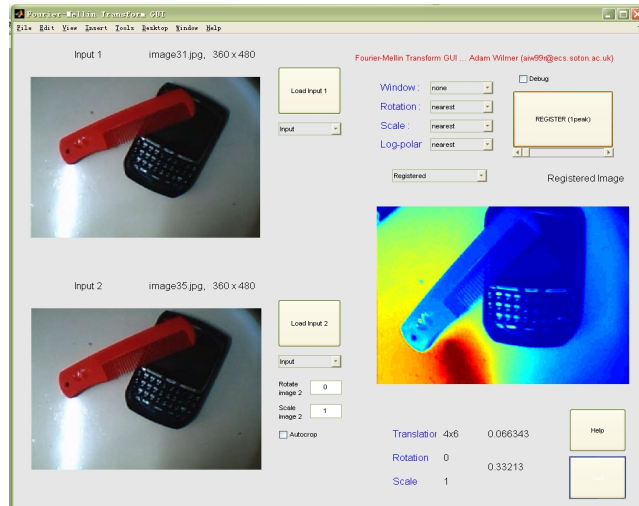 Fourier-Mellin Transform GUI
File Edit View Insert Tools Desktop Window Help
Input 1 image31.jpg, 360 x 480
Load Input 1
Input
Fourier-Mellin Transform GUI ... Adam Wilmer (aiw99r@ecs.soton.ac.uk)
Window : none
Rotation : nearest
Scale : nearest
Log-polar nearest
Debug
REGISTER (1peak)
Registered
Registered Image
Input 2 image35.jpg, 360 x 480
Load Input 2
Input
Rotate image 2 0
Scale image 2 1
Autocrop
Translatior 4x6 0.066343
Rotation 0
0.33213
Scale 1
Help